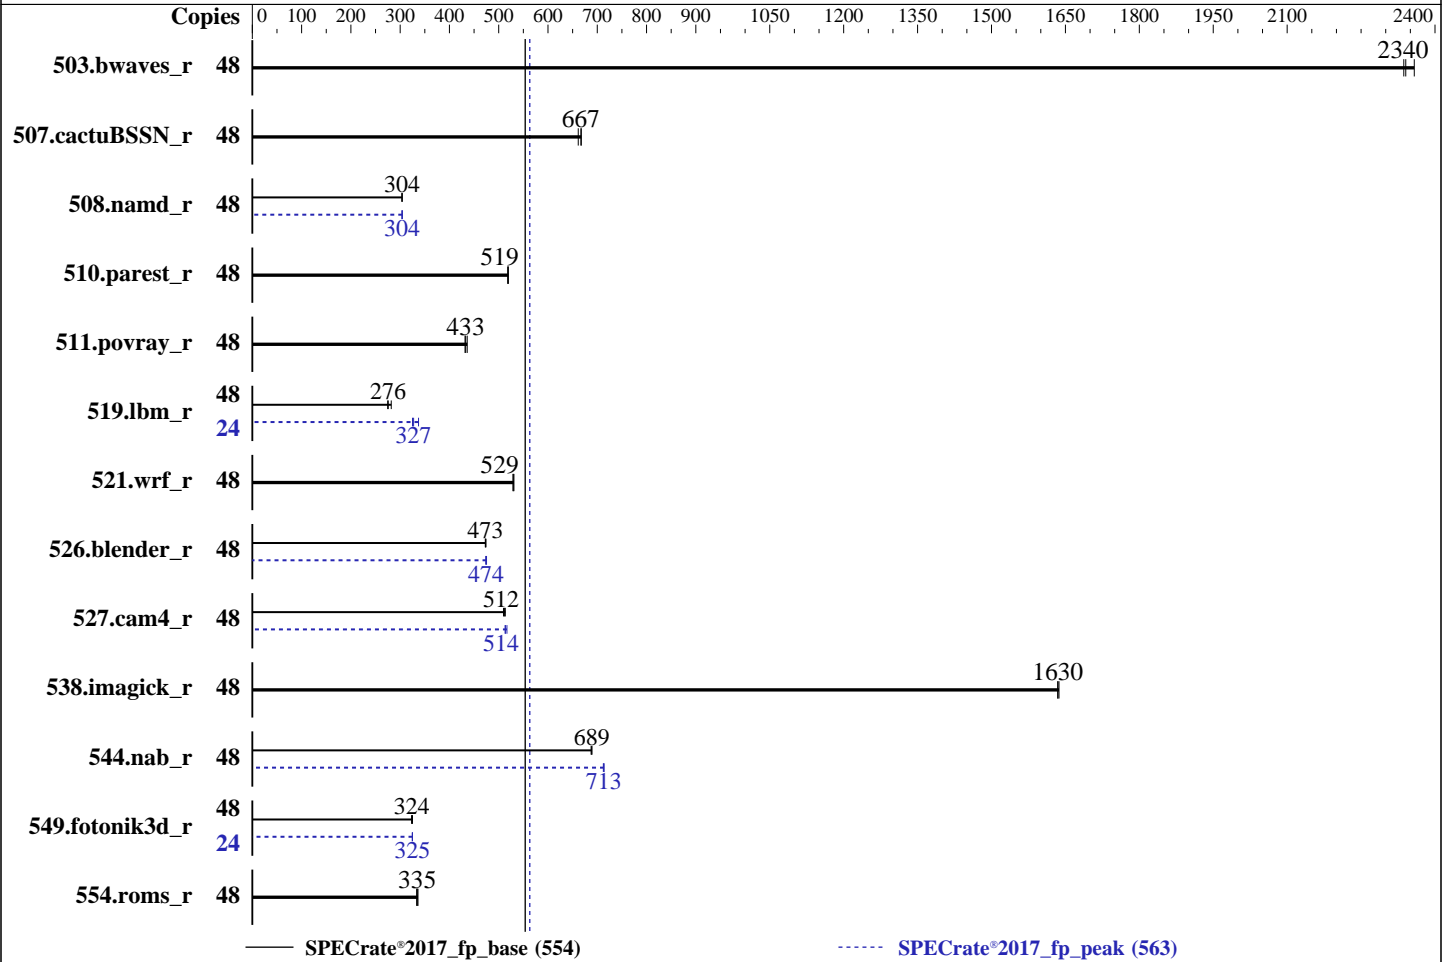 Copies 0 100 200 300 400 500 600 700 800 900 1050 1200 1350 1500 1650 1800 1950 2100 2400
503.bwaves_r 48 2340
507.cactuBSSN_r 48 667
508.namd_r 48 304
304
510.parest_r 48 519
511.povray_r 48 433
519.lbm_r 48 276
24 327
521.wrf_r 48 529
526.blender_r 48 473
474
527.cam4_r 48 512
514
538.imagick_r 48 1630
544.nab_r 48 689
713
549.fotonik3d_r 48 324
24 325
554.roms_r 48 335
SPECrate®2017_fp_base (554) SPECrate®2017_fp_peak (563)